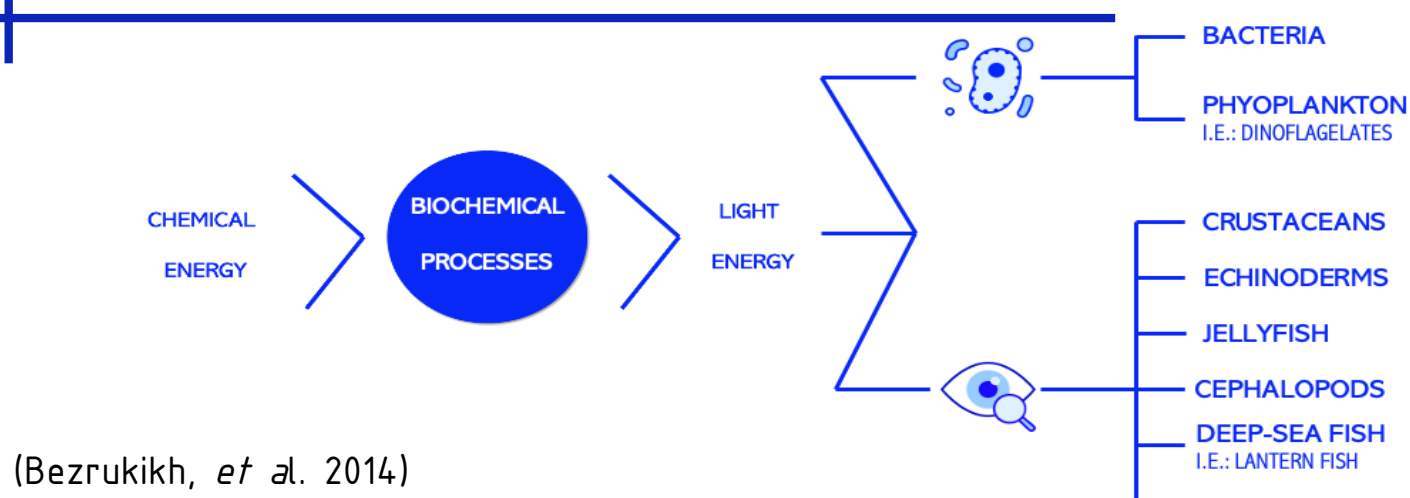 CHEMICAL
ENERGY
BIOCHEMICAL
PROCESSES
LIGHT
ENERGY
BACTERIA
PHYOPLANKTON
I.E.: DINOFLAGELATES
CRUSTACEANS
ECHINODERMS
JELLYFISH
CEPHALOPODS
DEEP-SEA FISH
I.E.: LANTERN FISH
(Bezrukikh, et al. 2014)